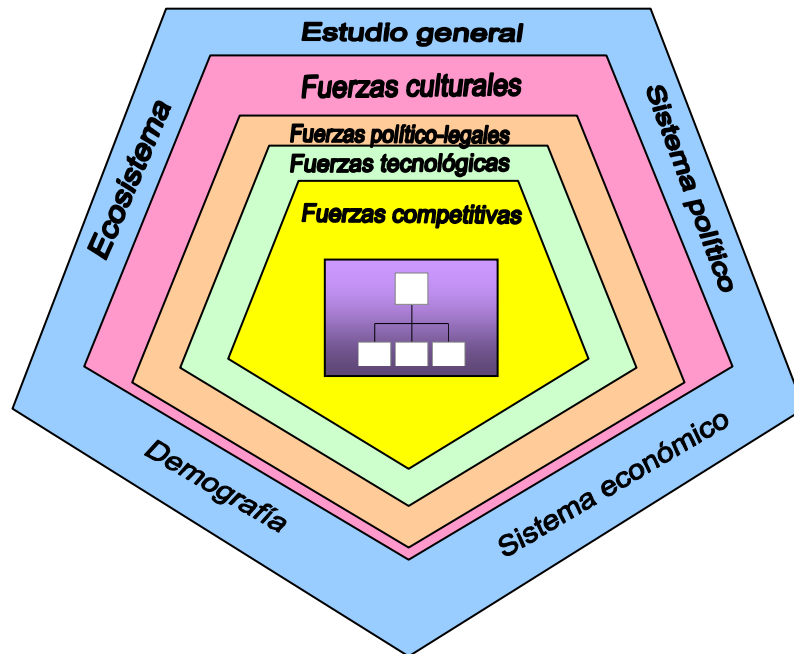 Estudio general
Fuerzas culturales
Fuerzas político-legales
Fuerzas tecnológicas
Fuerzas competitivas
Ecosistema
Sistema político
Demografía
Sistema económico